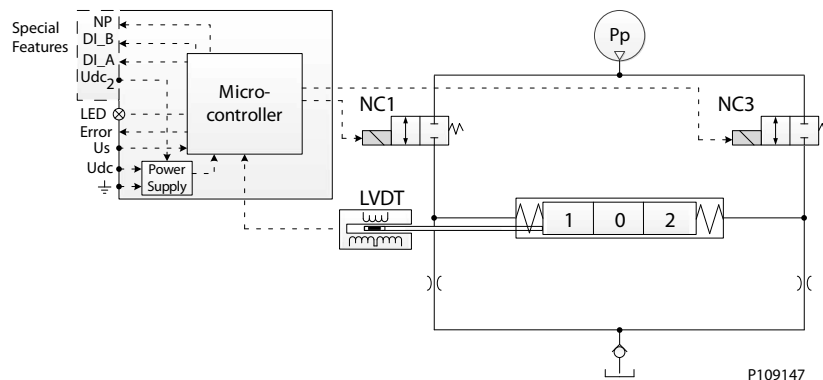 Special
Features
NP
DI_B
DI_A
Udc2
LED
Error
Us
Udc
Micro-
controller
Power
Supply
Pp
NC1
NC3
LVDT
1 0 2
P109147